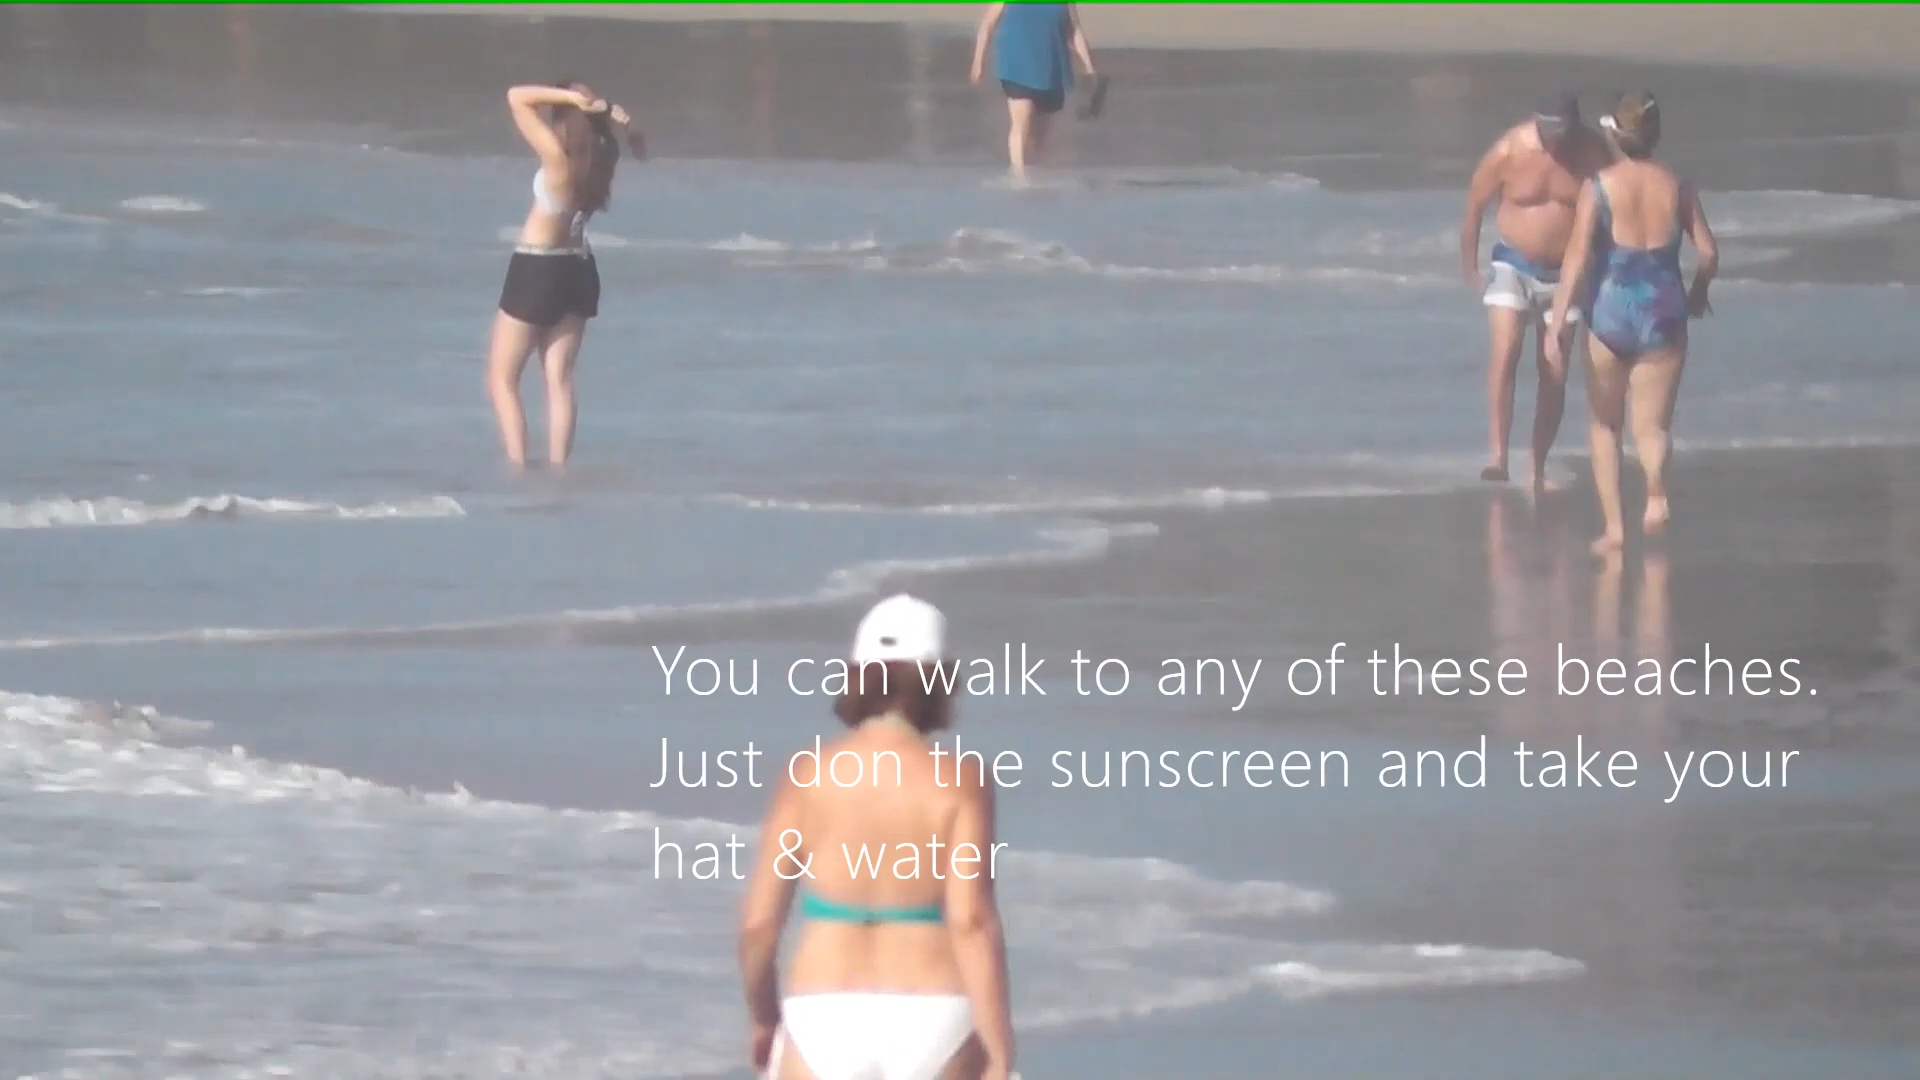 You can walk to any of these beaches.
Just don the sunscreen and take your
hat & water